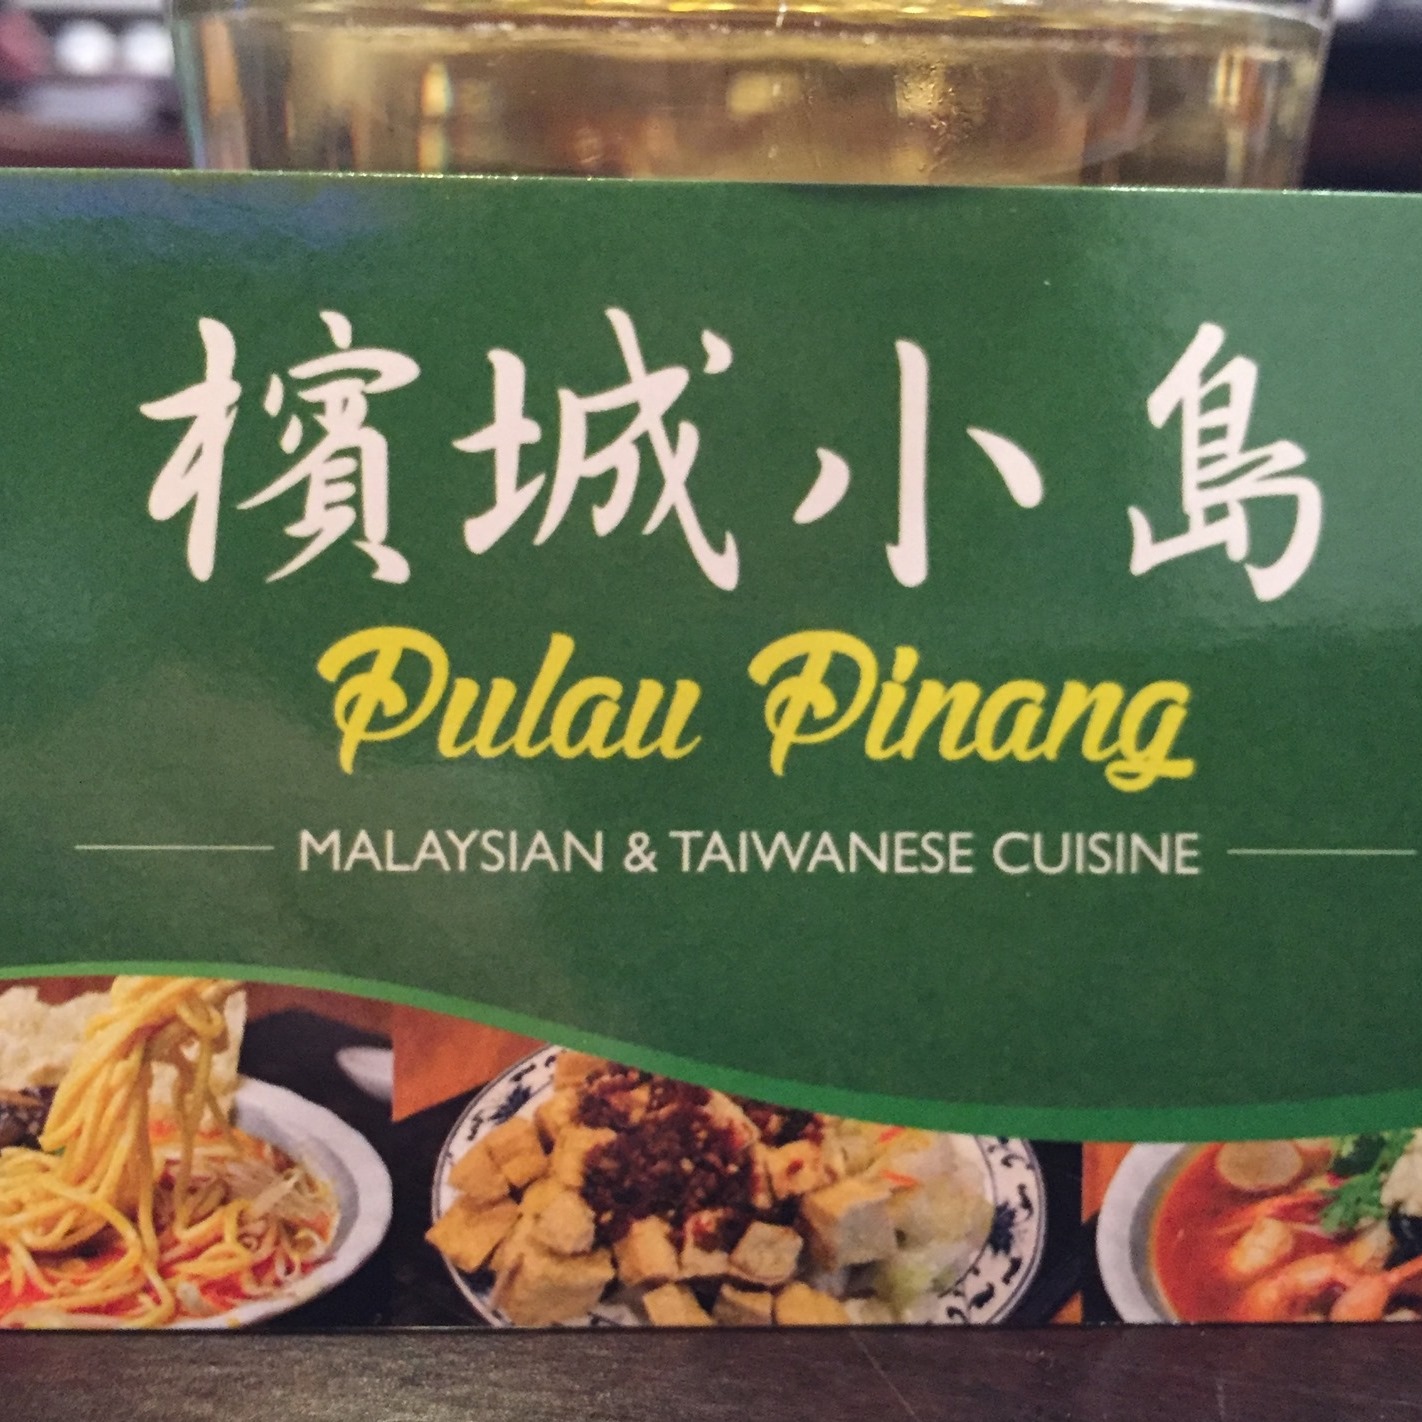 檳城小島
Pulau Pinang
MALAYSIAN & TAIWANESE CUISINE